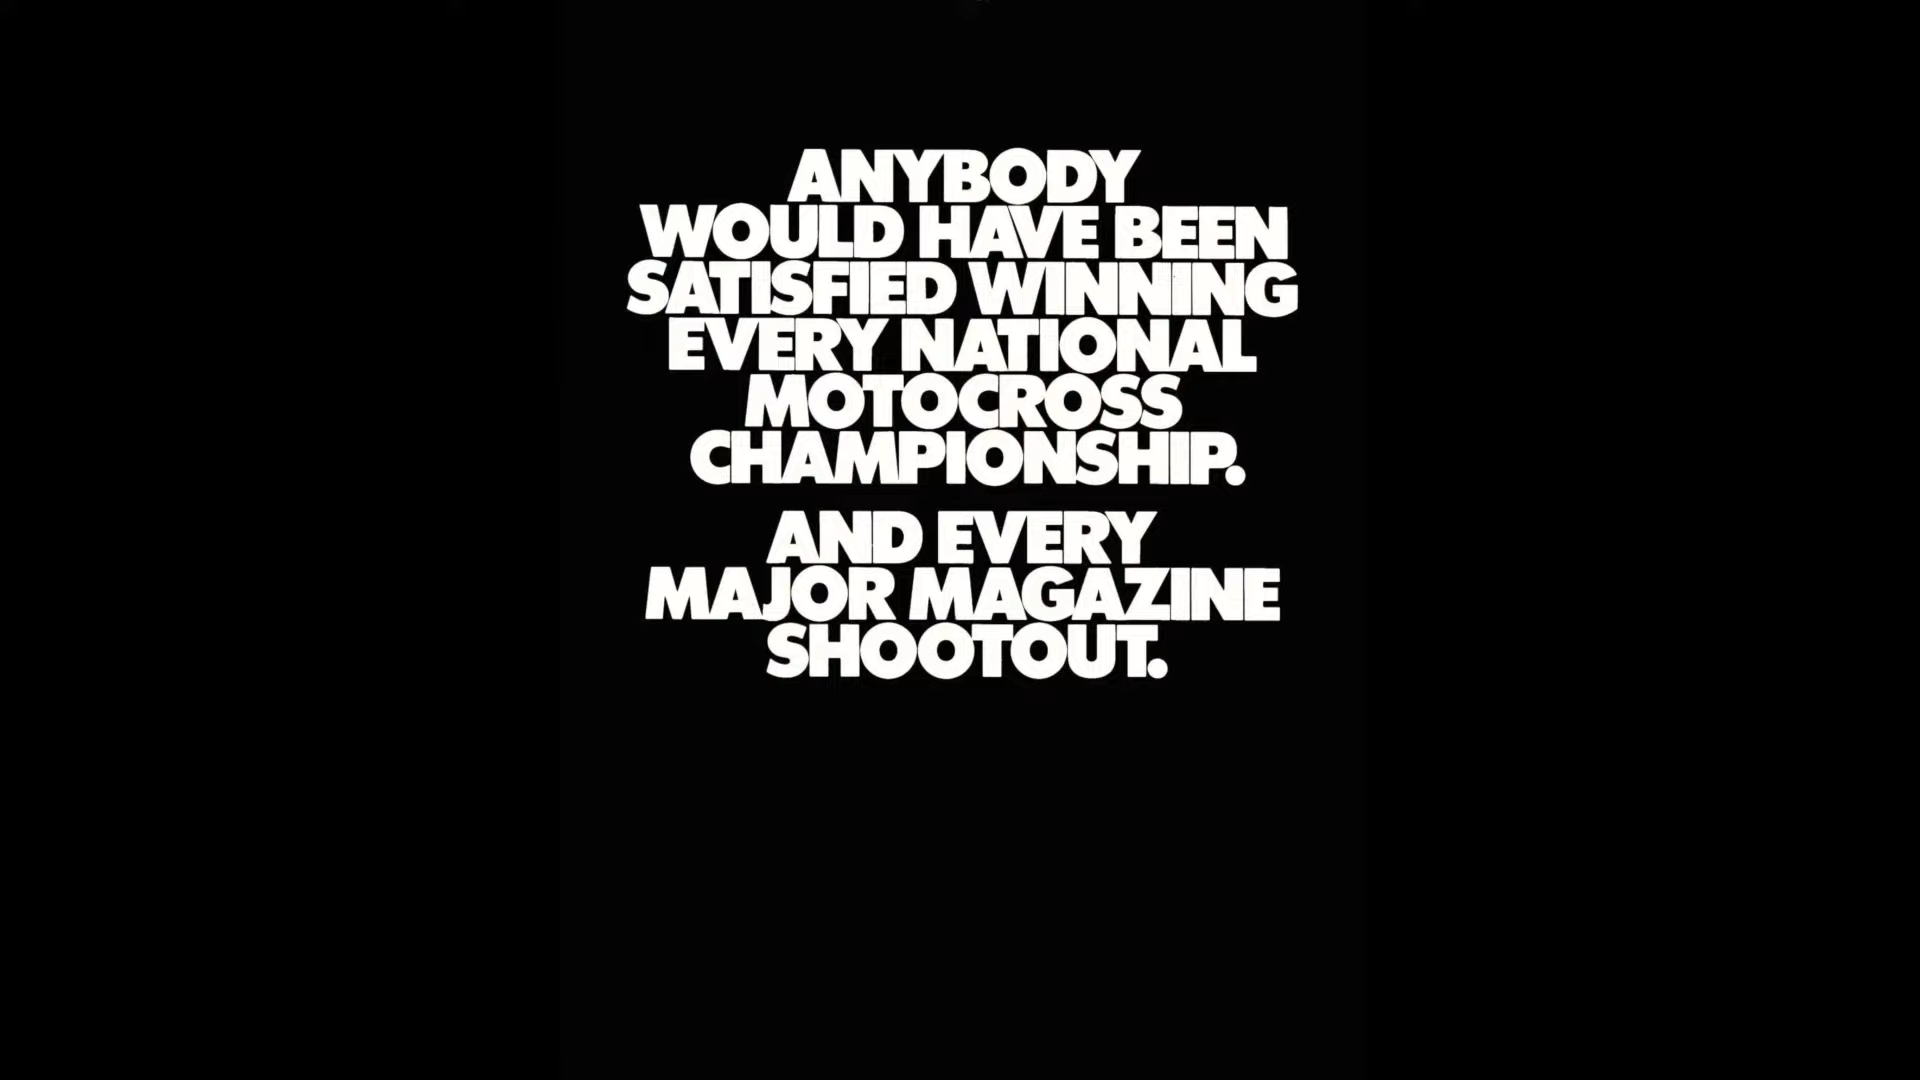 ANYBODY
WOULD HAVE BEEN
SATISFIED WINNING
EVERY NATIONAL
MOTOCROSS
CHAMPIONSHIP.
AND EVERY
MAJOR MAGAZINE
SHOOTOUT.